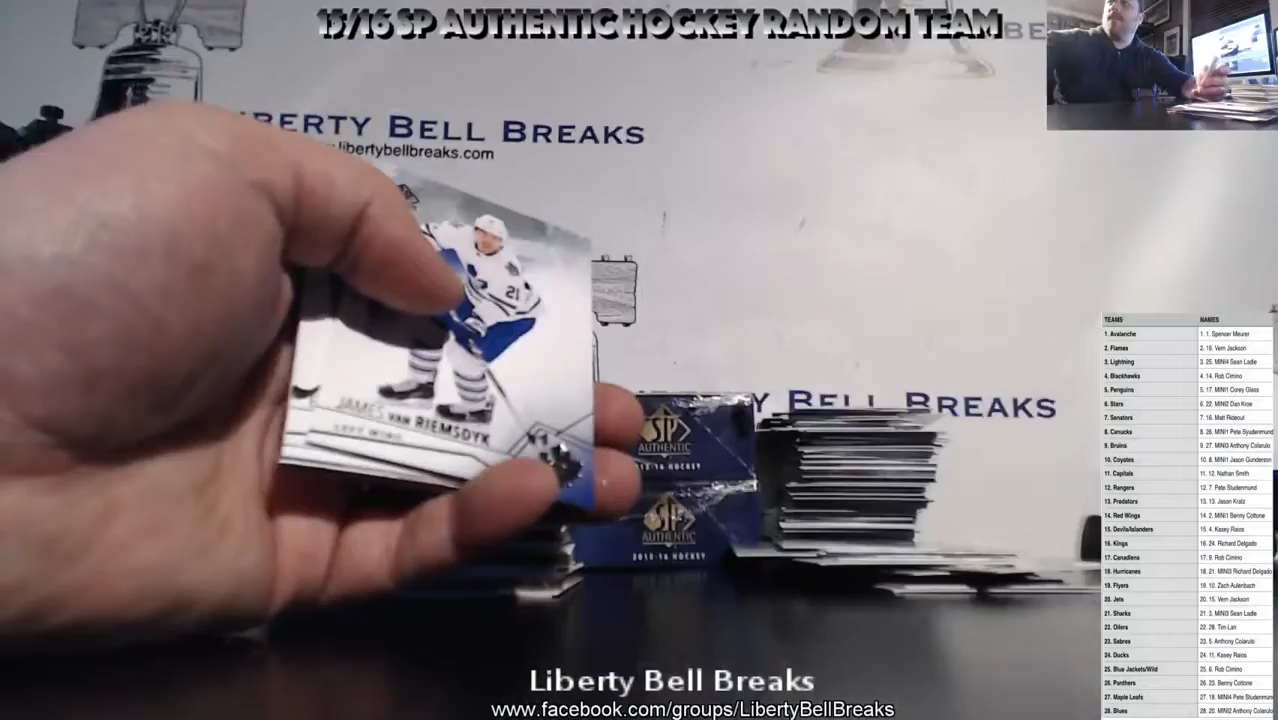 15/16 SP AUTHENTIC HOCKEY RANDOM TEAM
LIBERTY BELL BREAKS
libertybellbreaks.com
21
JAMES VAN RIEMSDYK
LEFT WING
BREAKS
SP
AUTHENTIC
2015-16 HOCKEY
SP
AUTHENTIC
2015-16 HOCKEY
TEAMS NAMES
1. Avalanche 1. 1. Spencer Meurer
2. Flames 2. 19. Vern Jackson
3. Lightning 3. 25. MINI4 Sean Ladle
4. Blackhawks 4. 14. Rob Cimino
5. Penguins 5. 17. MINI1 Corey Glass
6. Stars 6. 22. MINI2 Dan Kroe
7. Senators 7. 16. Matt Rideout
8. Canucks 8. 26. MINI1 Pete Syudenmund
9. Bruins 9. 27. MINI3 Anthony Colarulo
10. Coyotes 10. 8. MINI1 Jason Gunderson
11. Capitals 11. 12. Nathan Smith
12. Rangers 12. 7. Pete Studenmund
13. Predators 13. 13. Jason Kratz
14. Red Wings 14. 2. MINI1 Benny Cottone
15. Devils/Islanders 15. 4. Kasey Raios
16. Kings 16. 24. Richard Delgado
17. Canadiens 17. 9. Rob Cimino
18. Hurricanes 18. 21. MINI3 Richard Delgado
19. Flyers 19. 10. Zach Aulenbach
20. Jets 20. 15. Vern Jackson
21. Sharks 21. 3. MINI3 Sean Ladle
22. Oilers 22. 28. Tim Lan
23. Sabres 23. 5. Anthony Colarulo
24. Ducks 24. 11. Kasey Raios
25. Blue Jackets/Wild 25. 6. Rob Cimino
26. Panthers 26. 23. Benny Cottone
27. Maple Leafs 27. 18. MINI4 Pete Studenmun
28. Blues 28. 20. MINI2 Anthony Colarulo
Liberty Bell Breaks
www.facebook.com/groups/LibertyBellBreaks